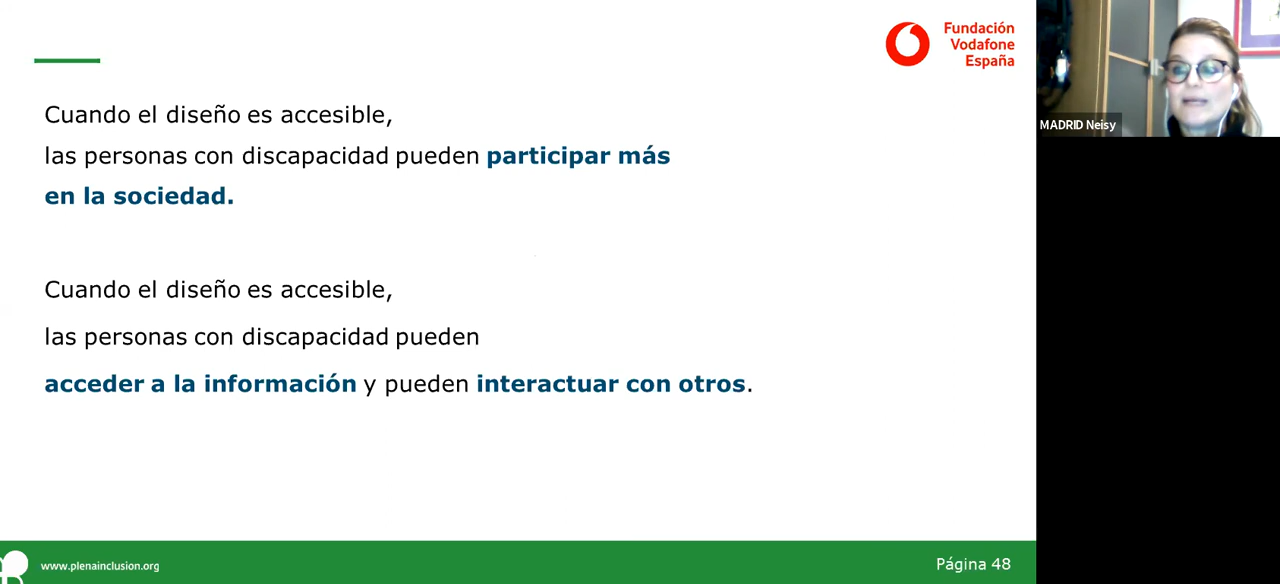 Fundación
Vodafone
España
Cuando el diseño es accesible,
las personas con discapacidad pueden participar más
en la sociedad.
Cuando el diseño es accesible,
las personas con discapacidad pueden
acceder a la información y pueden interactuar con otros.
www.plenainclusion.org
Página 48
MADRID Neisy